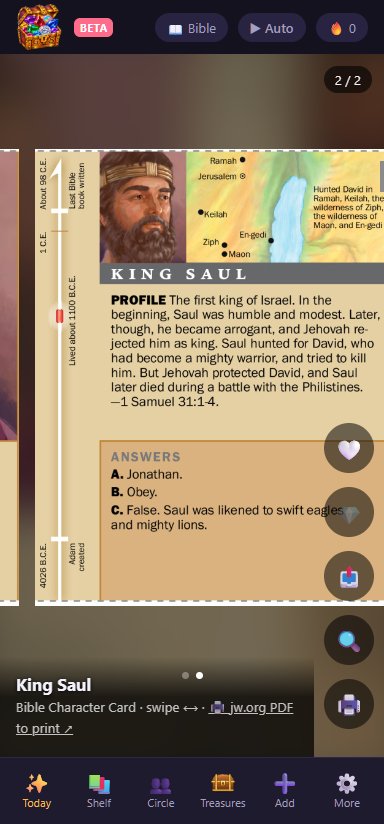 BETA
Bible
Auto
0
2 / 2
About 98 C.E.
Last Bible
book written
1 C.E.
Lived about 1100 B.C.E.
4026 B.C.E.
Adam
created
Ramah
Jerusalem
Keilah
Ziph
En-gedi
Maon
Hunted David in
Ramah, Keilah, the
wilderness of Ziph,
the wilderness of
Maon, and En-gedi
KING SAUL
PROFILE The first king of Israel. In the
beginning, Saul was humble and modest. Later,
though, he became arrogant, and Jehovah re-
jected him as king. Saul hunted for David, who
had become a mighty warrior, and tried to kill
him. But Jehovah protected David, and Saul
later died during a battle with the Philistines.
—1 Samuel 31:1-4.
ANSWERS
A. Jonathan.
B. Obey.
C. False. Saul was likened to swift eagles
and mighty lions.
King Saul
Bible Character Card · swipe ↔ · jw.org PDF
to print ↗
Today
Shelf
Circle
Treasures
Add
More